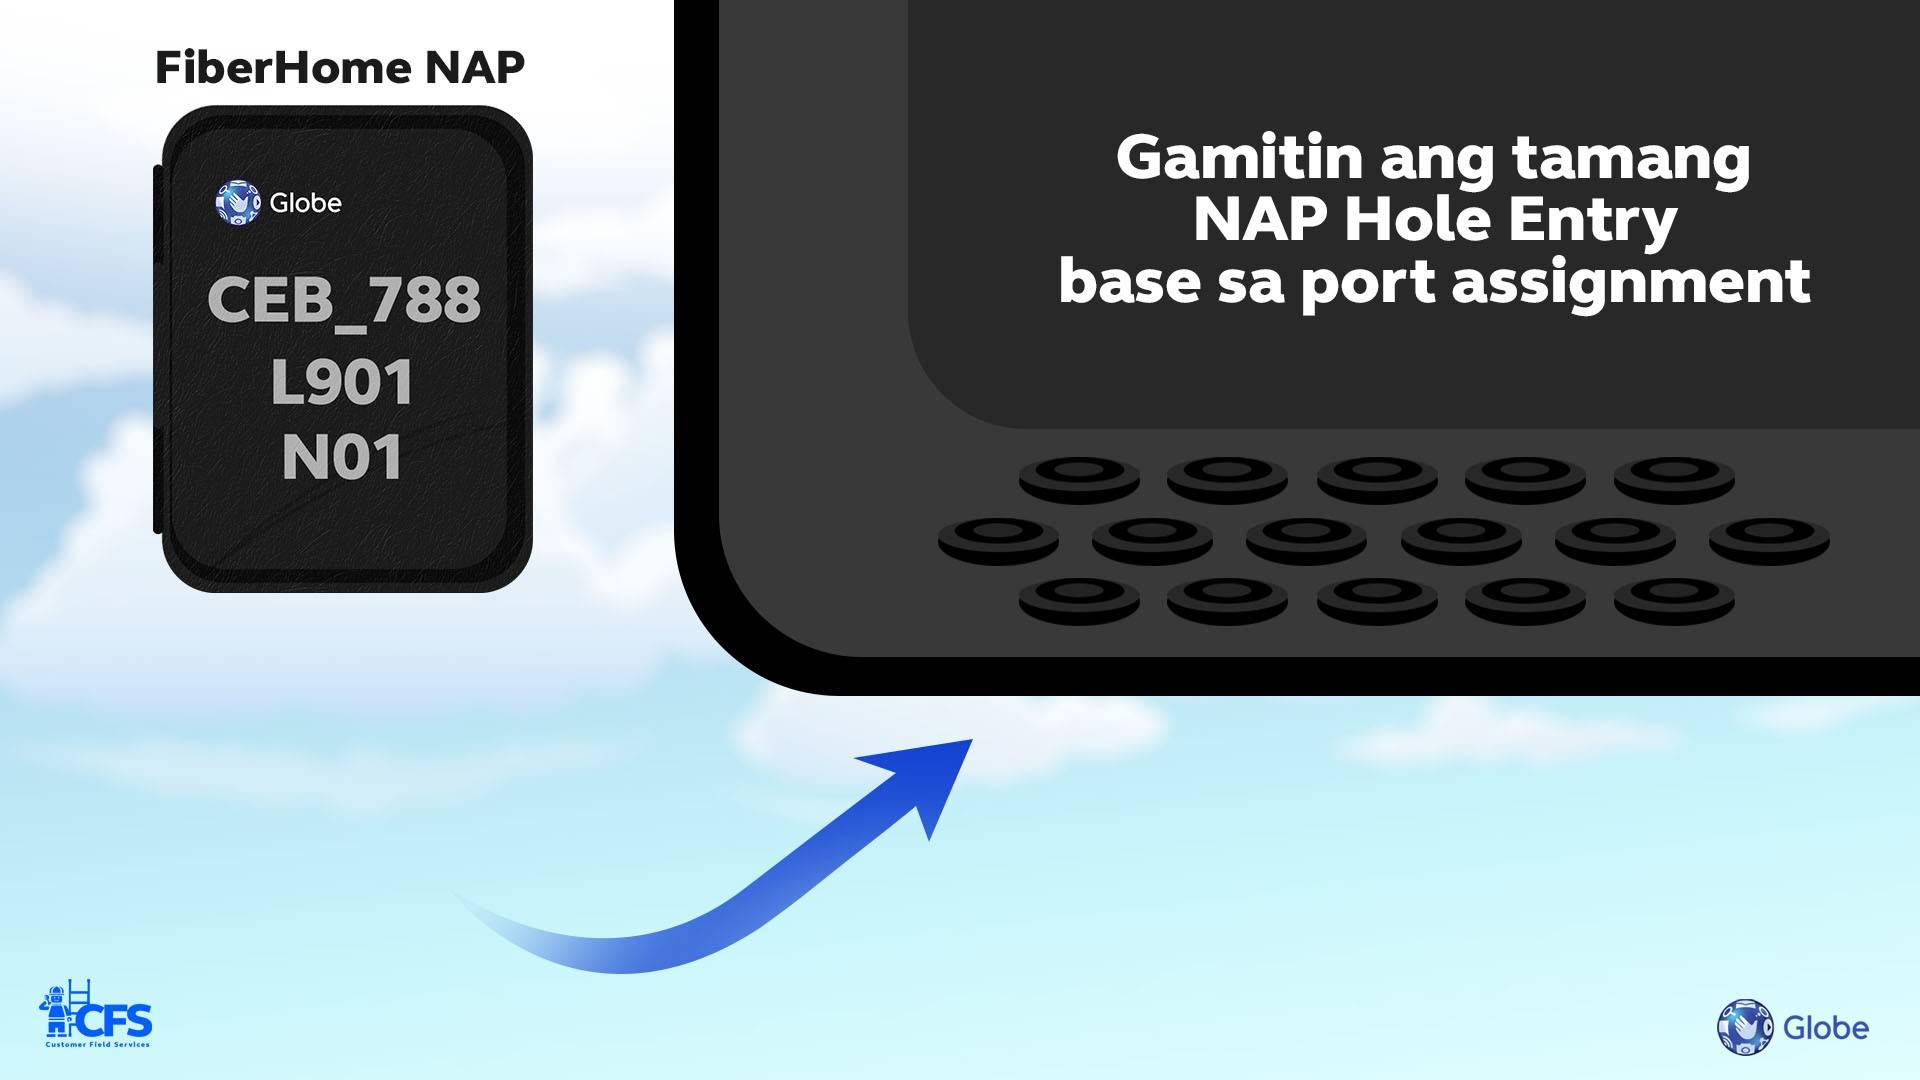 FiberHome NAP
Globe
CEB_788
L901
N01
Gamitin ang tamang
NAP Hole Entry
base sa port assignment
CFS
Customer Field Services
Globe